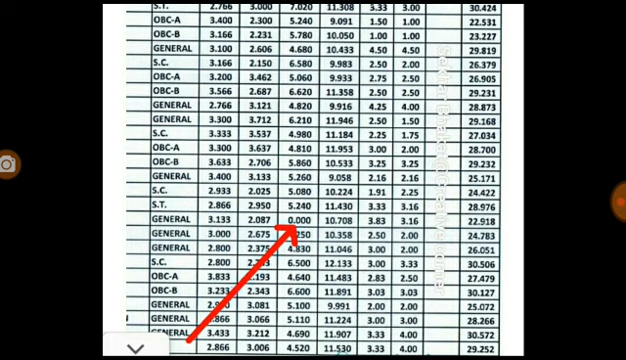 S.T. 2.766 3.000 7.020 11.308 3.33 3.00 30.424
OBC-A 3.400 2.300 5.240 9.091 1.50 1.00 22.531
OBC-B 3.166 2.231 5.780 10.050 1.00 1.00 23.227
GENERAL 3.100 2.606 4.680 10.433 4.50 4.50 29.819
S.C. 3.166 2.150 6.580 9.983 2.50 2.00 26.379
OBC-A 3.200 3.462 5.060 9.933 2.75 2.50 26.905
OBC-B 3.566 2.687 6.620 11.358 2.50 2.50 29.231
GENERAL 2.766 3.121 4.820 9.916 4.25 4.00 28.873
GENERAL 3.300 3.712 6.210 11.946 2.50 1.50 29.168
S.C. 3.333 3.537 4.980 11.184 2.25 1.75 27.034
OBC-A 3.300 3.637 4.810 11.953 3.00 2.00 28.700
OBC-B 3.633 2.706 5.860 10.533 3.25 3.25 29.232
GENERAL 3.400 3.133 5.260 9.058 2.16 2.16 25.171
S.C. 2.933 2.025 5.080 10.224 1.91 2.25 24.422
S.T. 2.866 2.950 5.240 11.430 3.33 3.16 28.976
GENERAL 3.133 2.087 0.000 10.708 3.83 3.16 22.918
GENERAL 3.000 2.675 10.358 2.50 2.00 24.783
GENERAL 2.800 2.375 4.830 11.046 3.00 2.00 26.051
S.C. 2.800 6.500 12.133 3.00 3.33 30.506
OBC-A 3.833 4.640 11.483 2.83 2.50 27.479
OBC-B 3.233 2.343 6.600 11.891 3.03 3.03 30.127
GENERAL 3.081 5.110 9.991 2.00 2.00 25.072
GENERAL 3.066 5.110 11.224 3.00 3.00 28.266
GENERAL 3.433 3.212 4.690 11.907 3.33 4.00 30.572
2.866 3.006 4.520 11.530 3.33 4.00 29.252